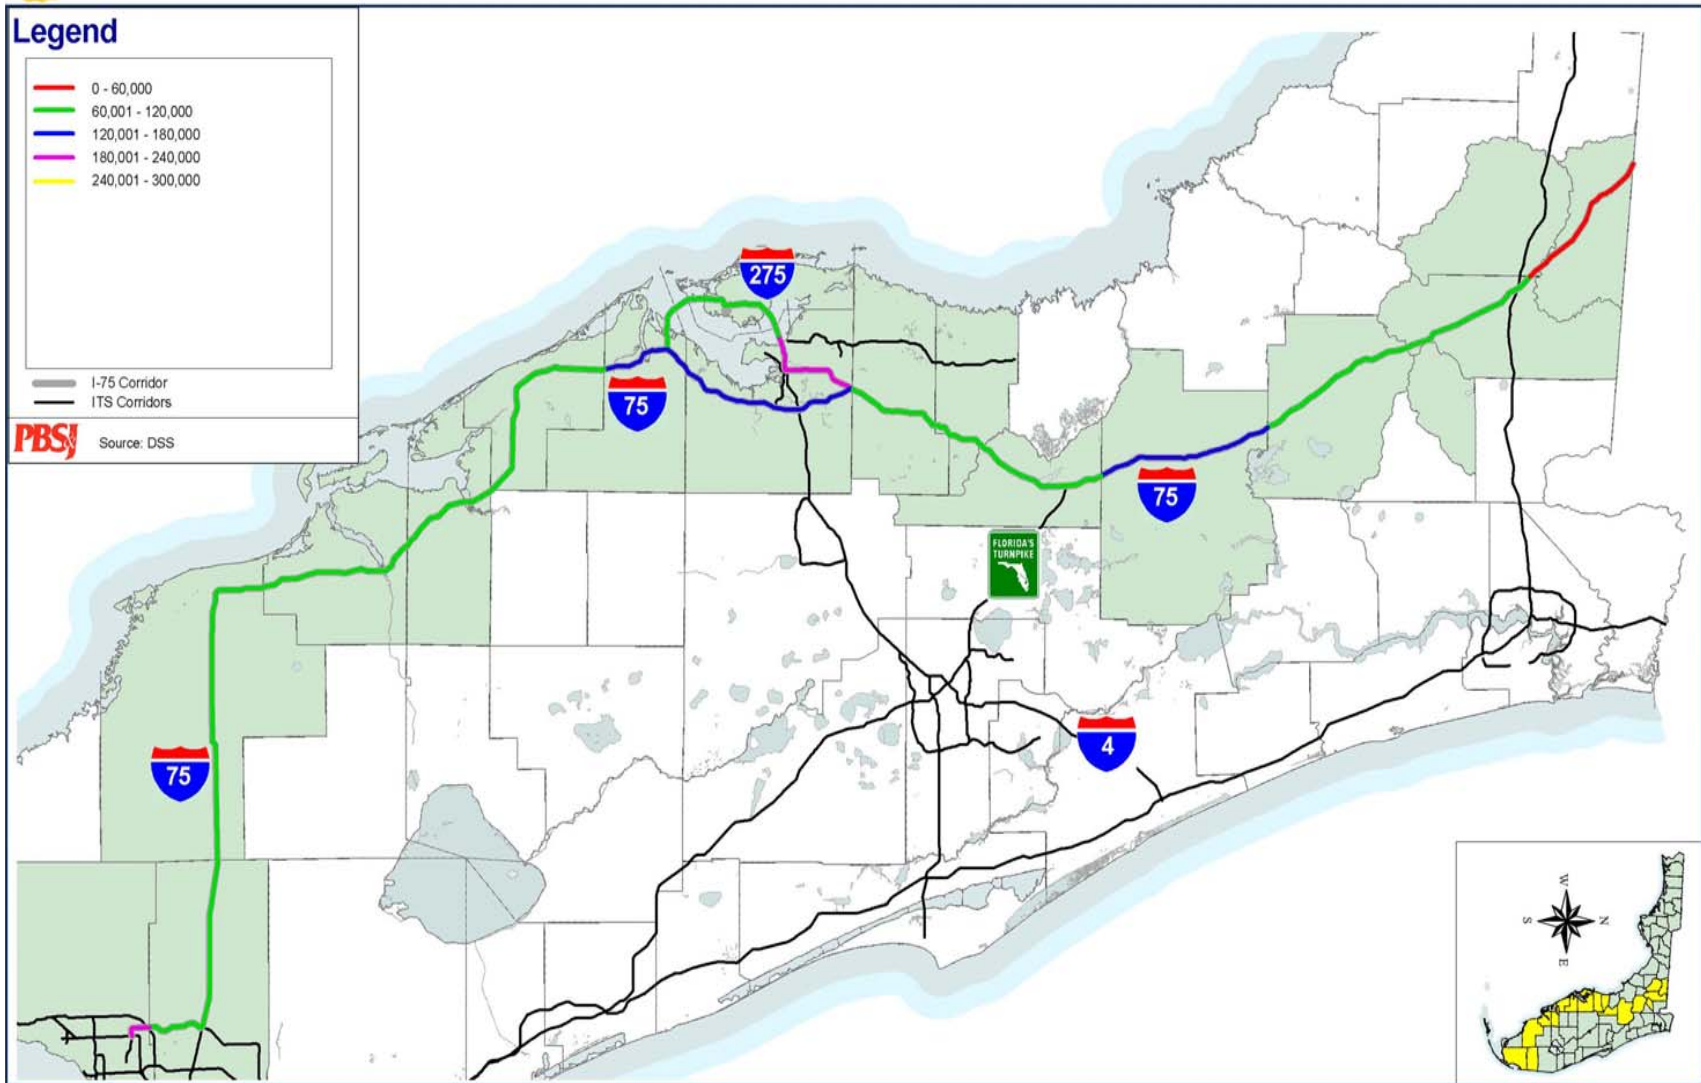 Legend
0 - 60,000
60,001 - 120,000
120,001 - 180,000
180,001 - 240,000
240,001 - 300,000
I-75 Corridor
ITS Corridors
PBSJ Source: DSS
275
75
75
FLORIDA'S
TURNPIKE
75
4
W
S N
E